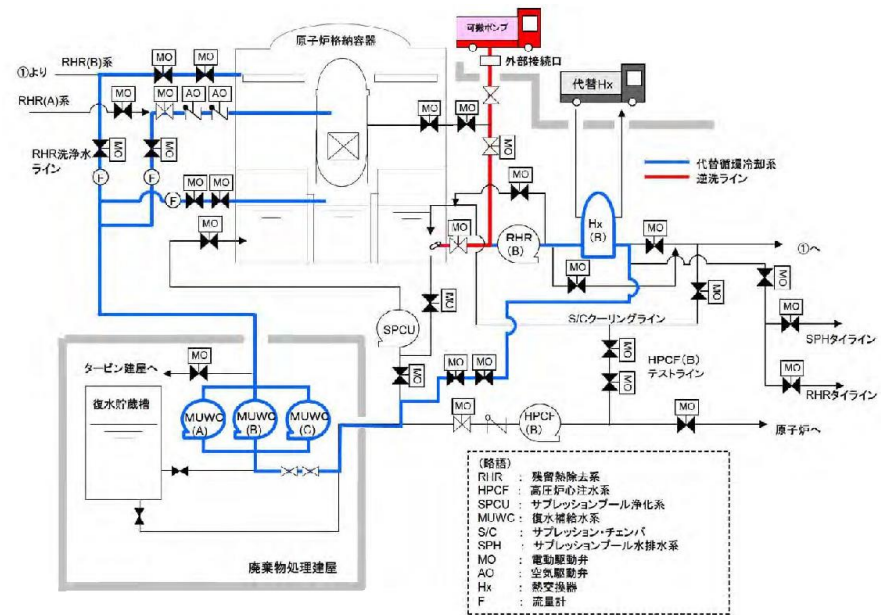 可搬ポンプ
外部接続口
原子炉格納容器
代替Hx
①より
RHR(B)系
MO
MO
RHR(A)系
MO
MO
AO
AO
MO
MO
RHR洗浄水
ライン
MO
MO
MO
F
F
F
MO
MO
MO
代替循環冷却系
逆洗ライン
MO
MO
RHR
(B)
Hx
(B)
MO
①へ
MO
MO
SPCU
MO
S/Cクーリングライン
MO
MO
MO
SPHタイライン
MO
HPCF(B)
テストライン
MO
MO
RHRタイライン
MO
MO
MO
タービン建屋へ
MO
復水貯蔵槽
MUWC
(A)
MUWC
(B)
MUWC
(C)
MO
HPCF
(B)
MO
原子炉へ
廃棄物処理建屋
(略語)
RHR : 残留熱除去系
HPCF : 高圧炉心注水系
SPCU : サプレッションプール浄化系
MUWC : 復水補給水系
S/C : サプレッション・チェンバ
SPH : サプレッションプール水排水系
MO : 電動駆動弁
AO : 空気駆動弁
Hx : 熱交換器
F : 流量計